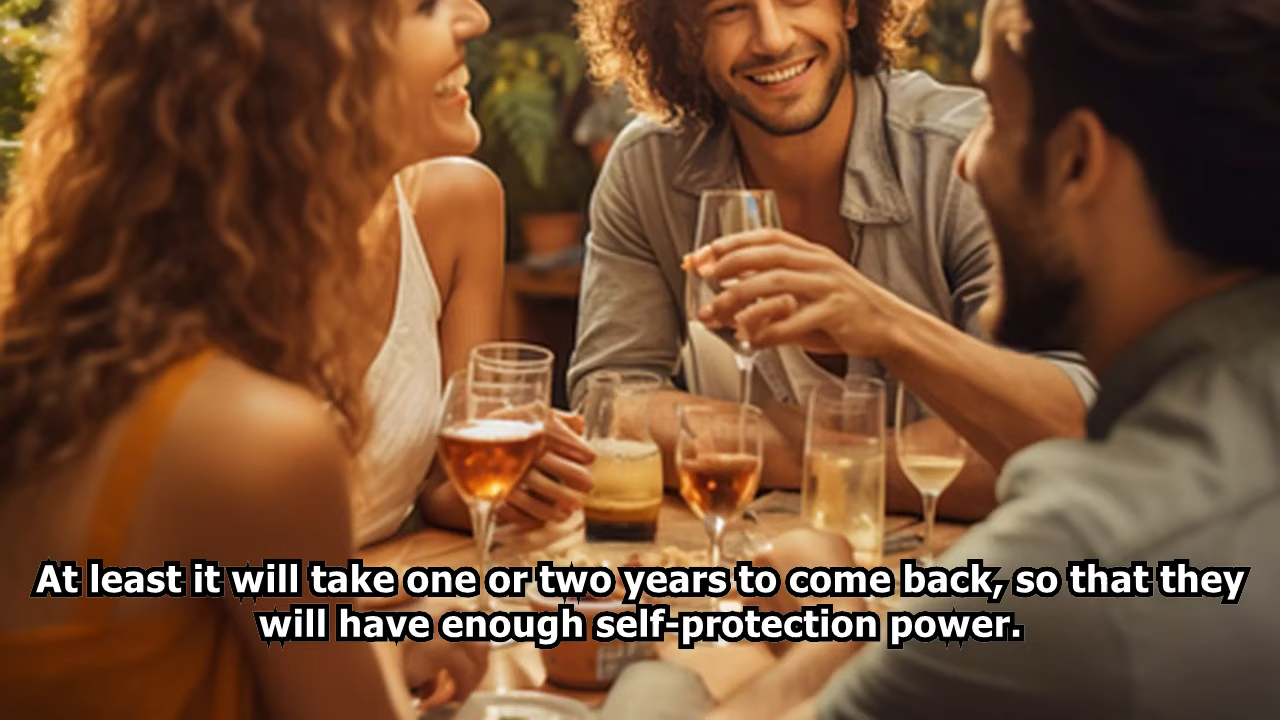 At least it will take one or two years to come back, so that they
will have enough self-protection power.